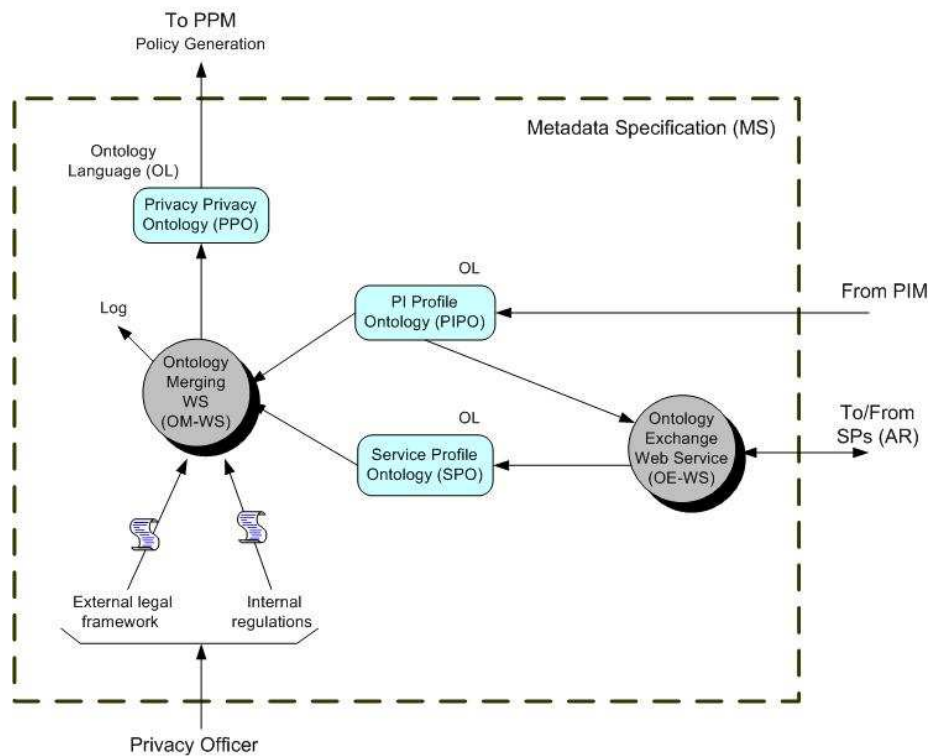 To PPM
Policy Generation
Metadata Specification (MS)
Ontology
Language (OL)
Privacy Privacy
Ontology (PPO)
OL
PI Profile
Ontology (PIPO)
From PIM
Log
Ontology
Merging
WS
(OM-WS)
OL
Service Profile
Ontology (SPO)
Ontology
Exchange
Web Service
(OE-WS)
To/From
SPs (AR)
External legal
framework
Internal
regulations
Privacy Officer